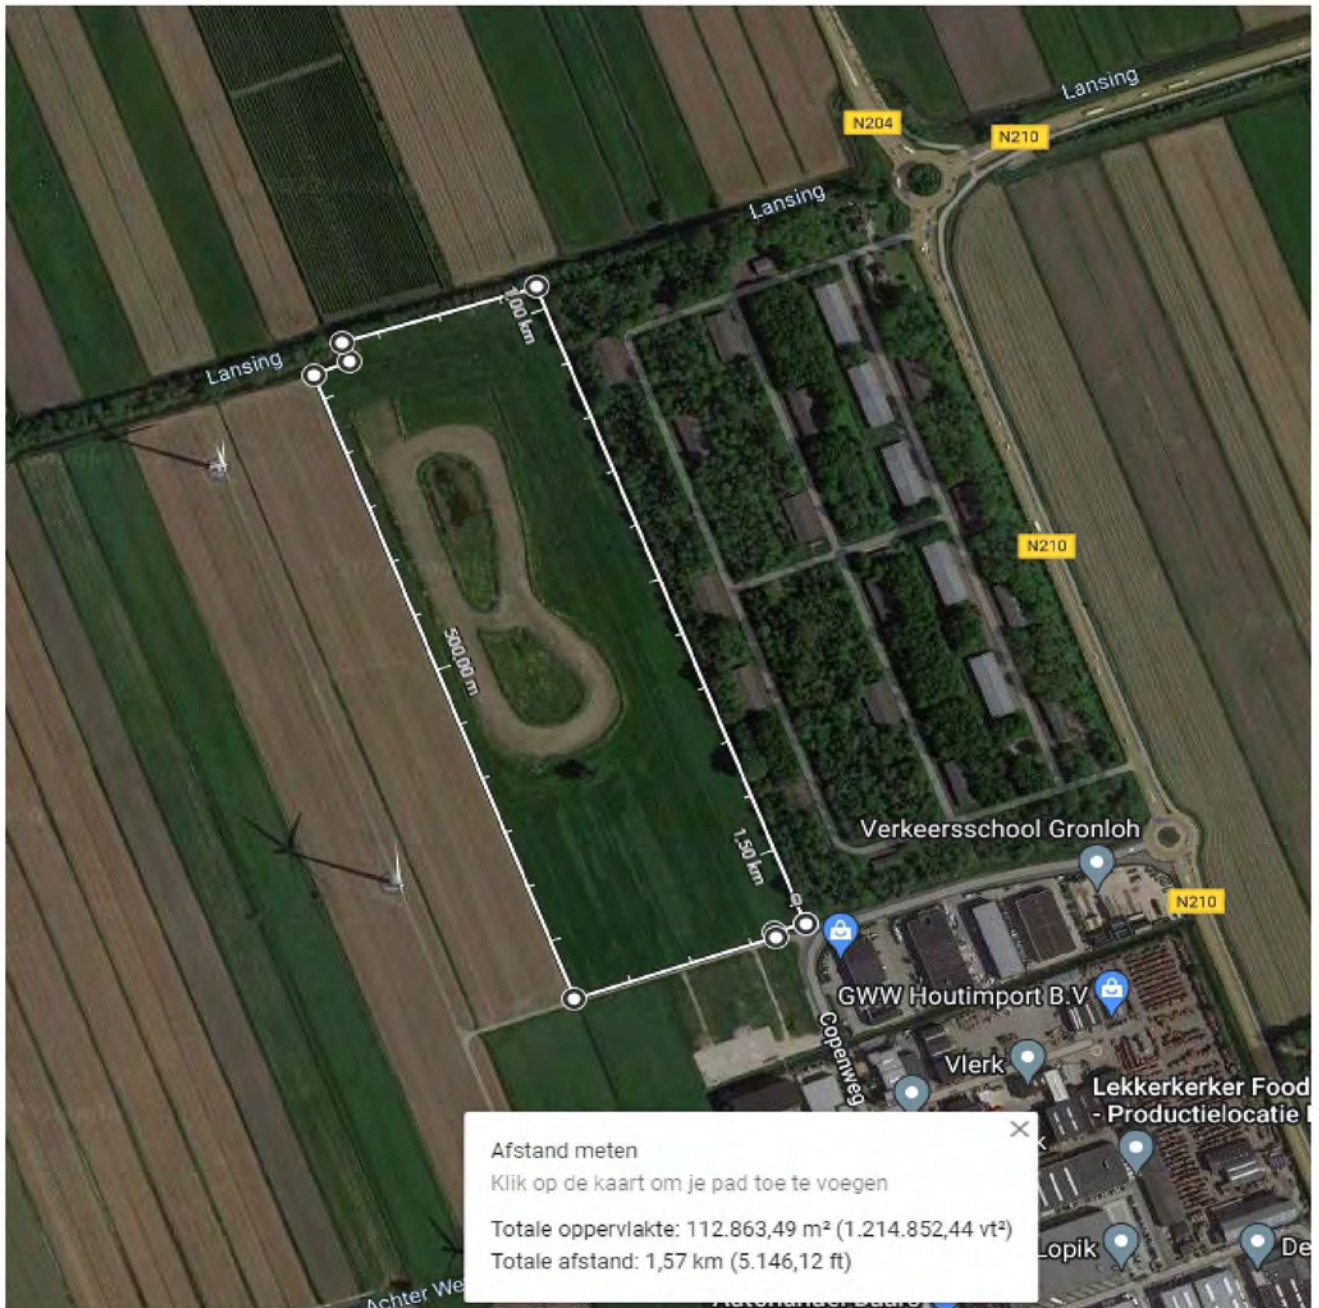 Lansing
N204
N210
Lansing
1,00 km
Lansing
N210
500,00 m
Verkeersschool Gronloh
1,50 km
N210
GWW Houtimport B.V
Copenweg
Vlerk
Lekkerkerker Food
- Productielocatie
Afstand meten
k
Klik op de kaart om je pad toe te voegen
Totale oppervlakte: 112.863,49 m² (1.214.852,44 vt²)
Totale afstand: 1,57 km (5.146,12 ft)
Lopik
De
Achter We